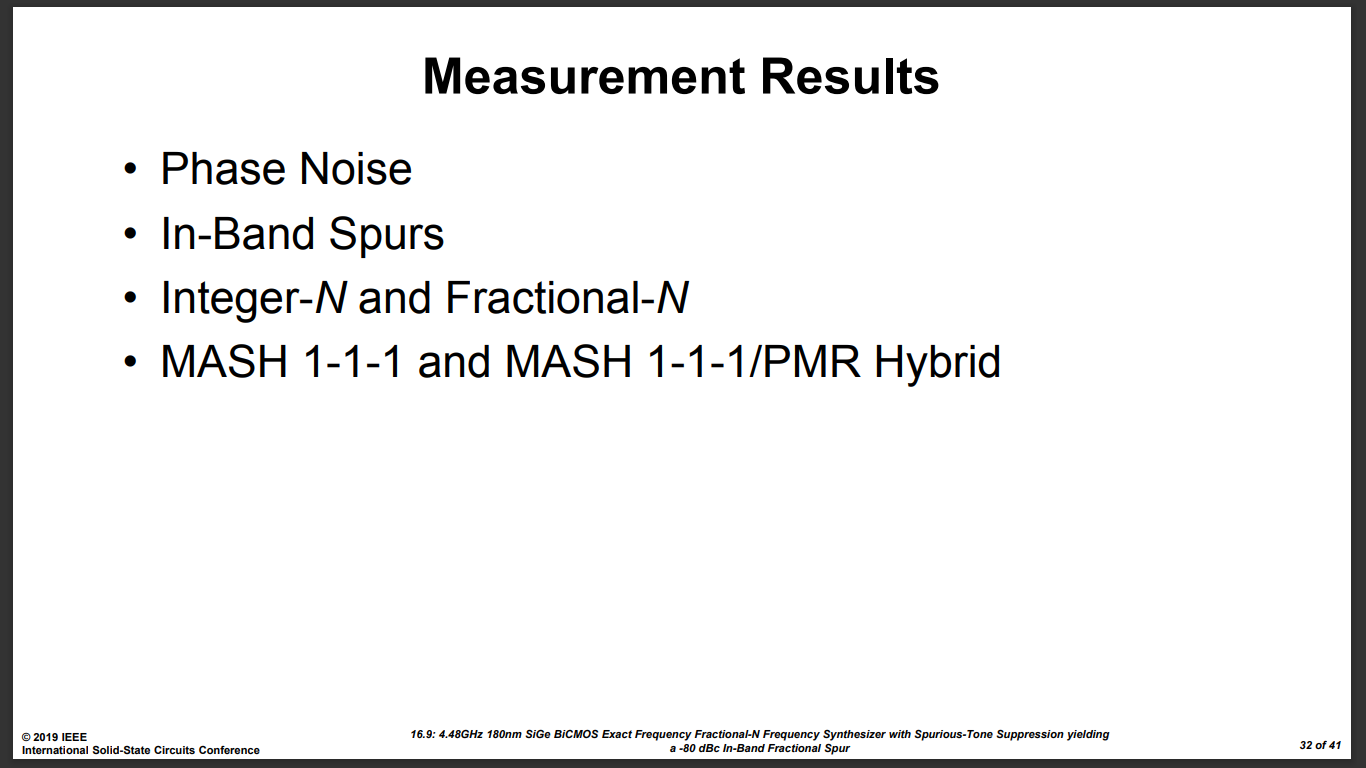 Measurement Results
• Phase Noise
• In-Band Spurs
• Integer-N and Fractional-N
• MASH 1-1-1 and MASH 1-1-1/PMR Hybrid
© 2019 IEEE
International Solid-State Circuits Conference
16.9: 4.48GHz 180nm SiGe BiCMOS Exact Frequency Fractional-N Frequency Synthesizer with Spurious-Tone Suppression yielding
a -80 dBc In-Band Fractional Spur
32 of 41